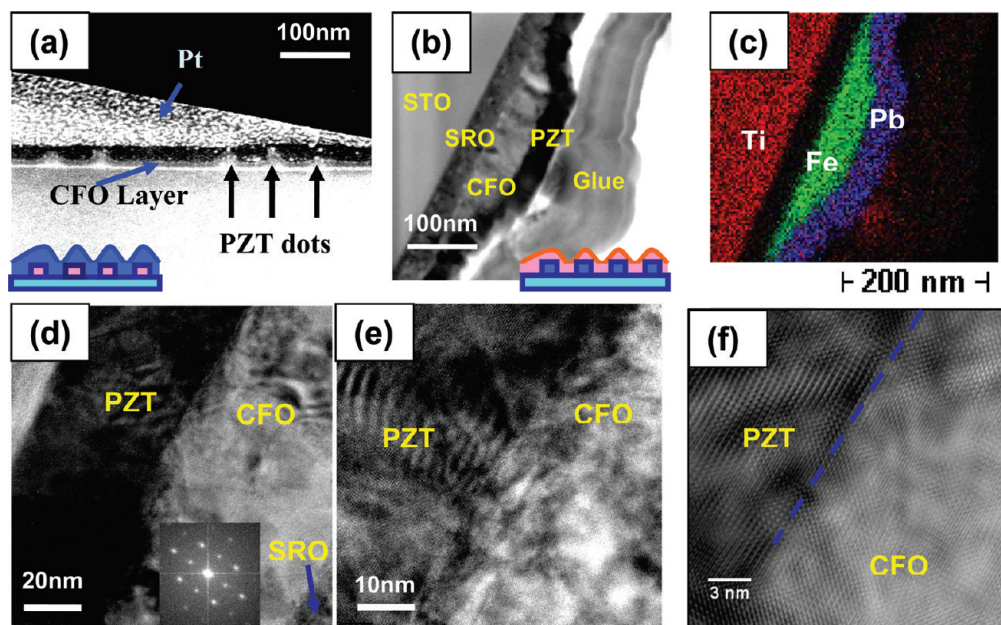 (a)
100nm
Pt
CFO Layer
PZT dots
(b)
STO
SRO
PZT
CFO
Glue
100nm
(c)
Ti
Fe
Pb
200 nm
(d)
PZT
CFO
SRO
20nm
(e)
CFO
PZT
10nm
(f)
PZT
CFO
3 nm